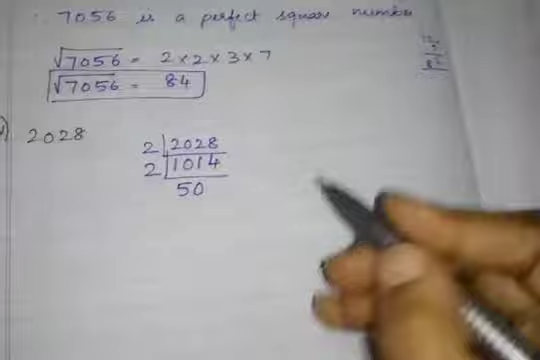 ∴ 7056 is a perfect square number
√7056 = 2×2×3×7
√7056 = 84
) 2028
2 | 2028
2 | 1014
50